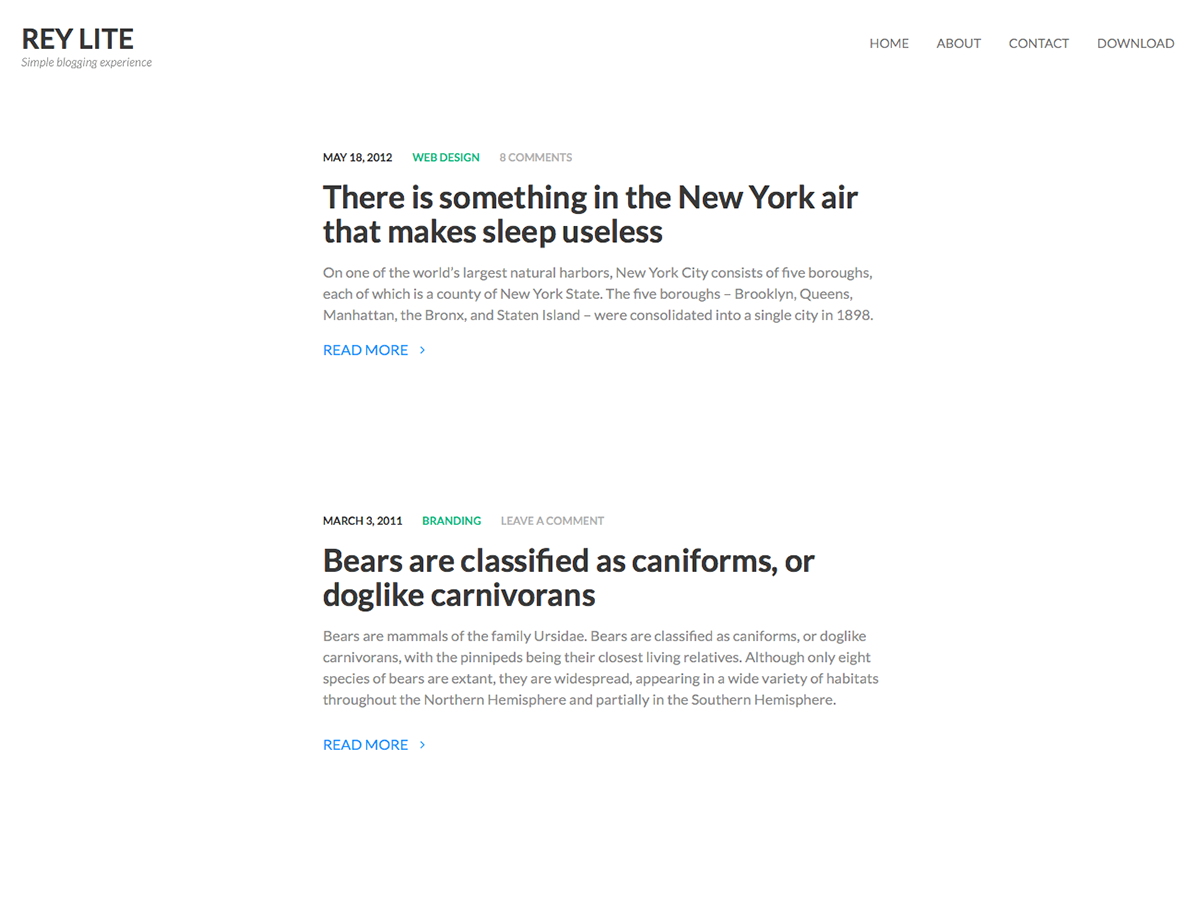 REY LITE
Simple blogging experience
HOME ABOUT CONTACT DOWNLOAD
MAY 18, 2012 WEB DESIGN 8 COMMENTS
There is something in the New York air
that makes sleep useless
On one of the world’s largest natural harbors, New York City consists of five boroughs,
each of which is a county of New York State. The five boroughs – Brooklyn, Queens,
Manhattan, the Bronx, and Staten Island – were consolidated into a single city in 1898.
READ MORE >
MARCH 3, 2011 BRANDING LEAVE A COMMENT
Bears are classified as caniforms, or
doglike carnivorans
Bears are mammals of the family Ursidae. Bears are classified as caniforms, or doglike
carnivorans, with the pinnipeds being their closest living relatives. Although only eight
species of bears are extant, they are widespread, appearing in a wide variety of habitats
throughout the Northern Hemisphere and partially in the Southern Hemisphere.
READ MORE >